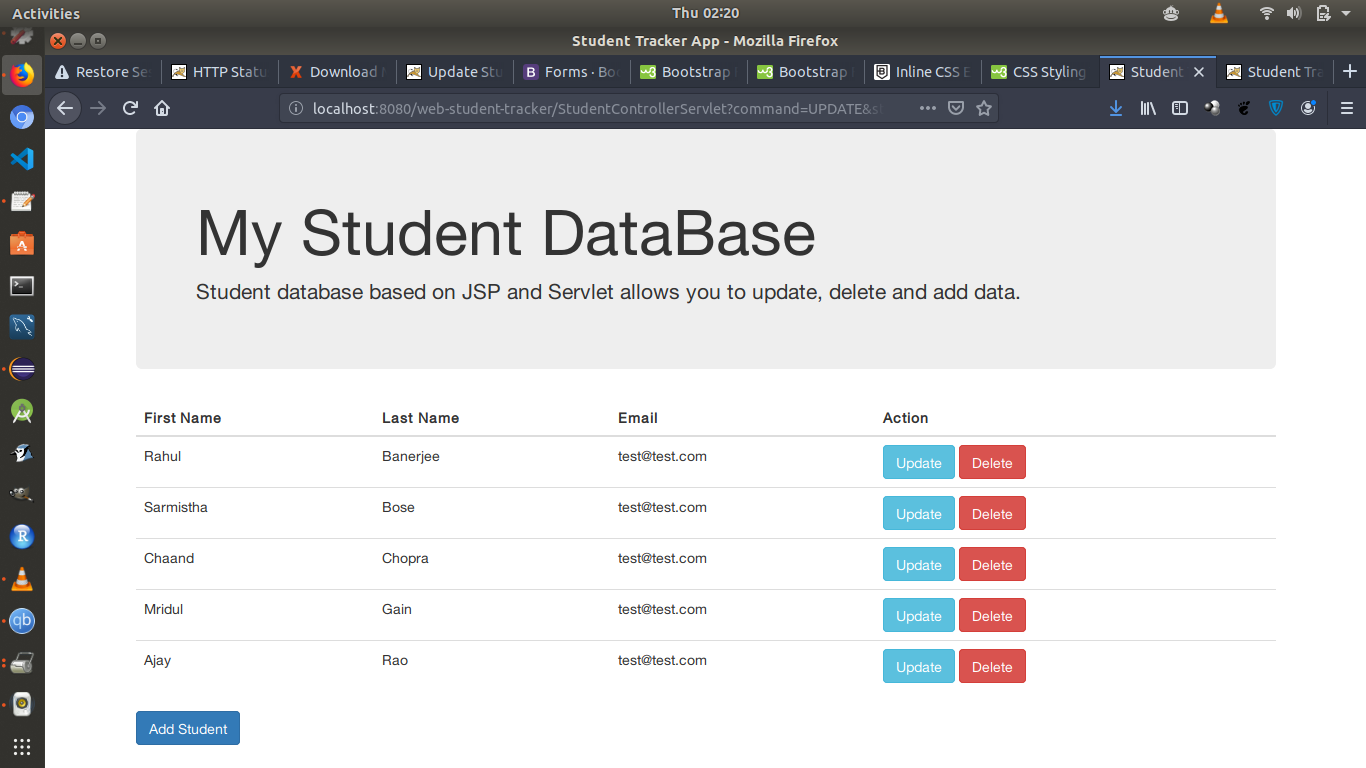 Activities
Thu 02:20
Student Tracker App - Mozilla Firefox
Restore Se
HTTP Statu
Download
Update Stu
Forms · Bo
Bootstrap
Bootstrap
Inline CSS
CSS Styling
Student
Student Tra
localhost:8080/web-student-tracker/StudentControllerServlet?command=UPDATE&s
My Student DataBase
Student database based on JSP and Servlet allows you to update, delete and add data.
First Name Last Name Email Action
Rahul Banerjee test@test.com Update Delete
Sarmistha Bose test@test.com Update Delete
Chaand Chopra test@test.com Update Delete
Mridul Gain test@test.com Update Delete
Ajay Rao test@test.com Update Delete
Add Student